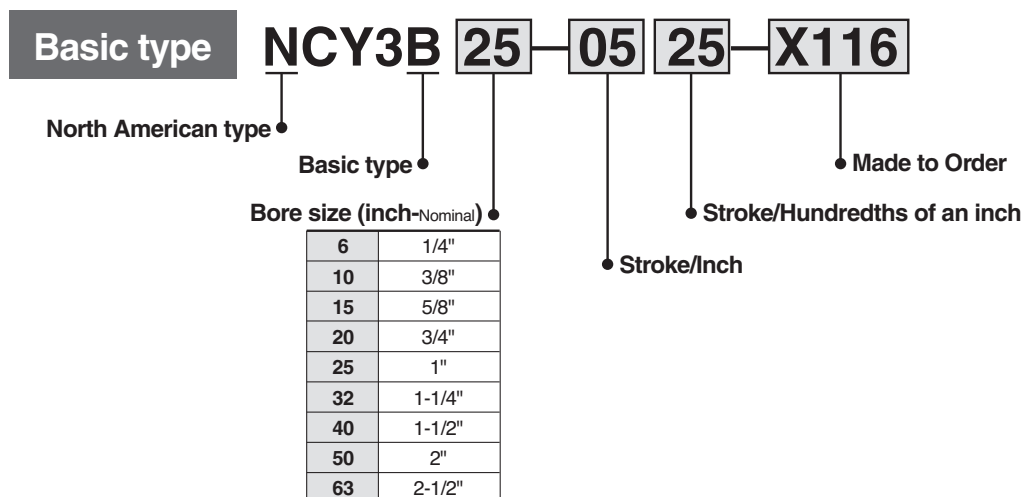 Basic type NCY3B 25-05 25-X116
North American type
Basic type
Made to Order
Bore size (inch-Nominal)
Stroke/Hundredths of an inch
Stroke/Inch
6 1/4"
10 3/8"
15 5/8"
20 3/4"
25 1"
32 1-1/4"
40 1-1/2"
50 2"
63 2-1/2"